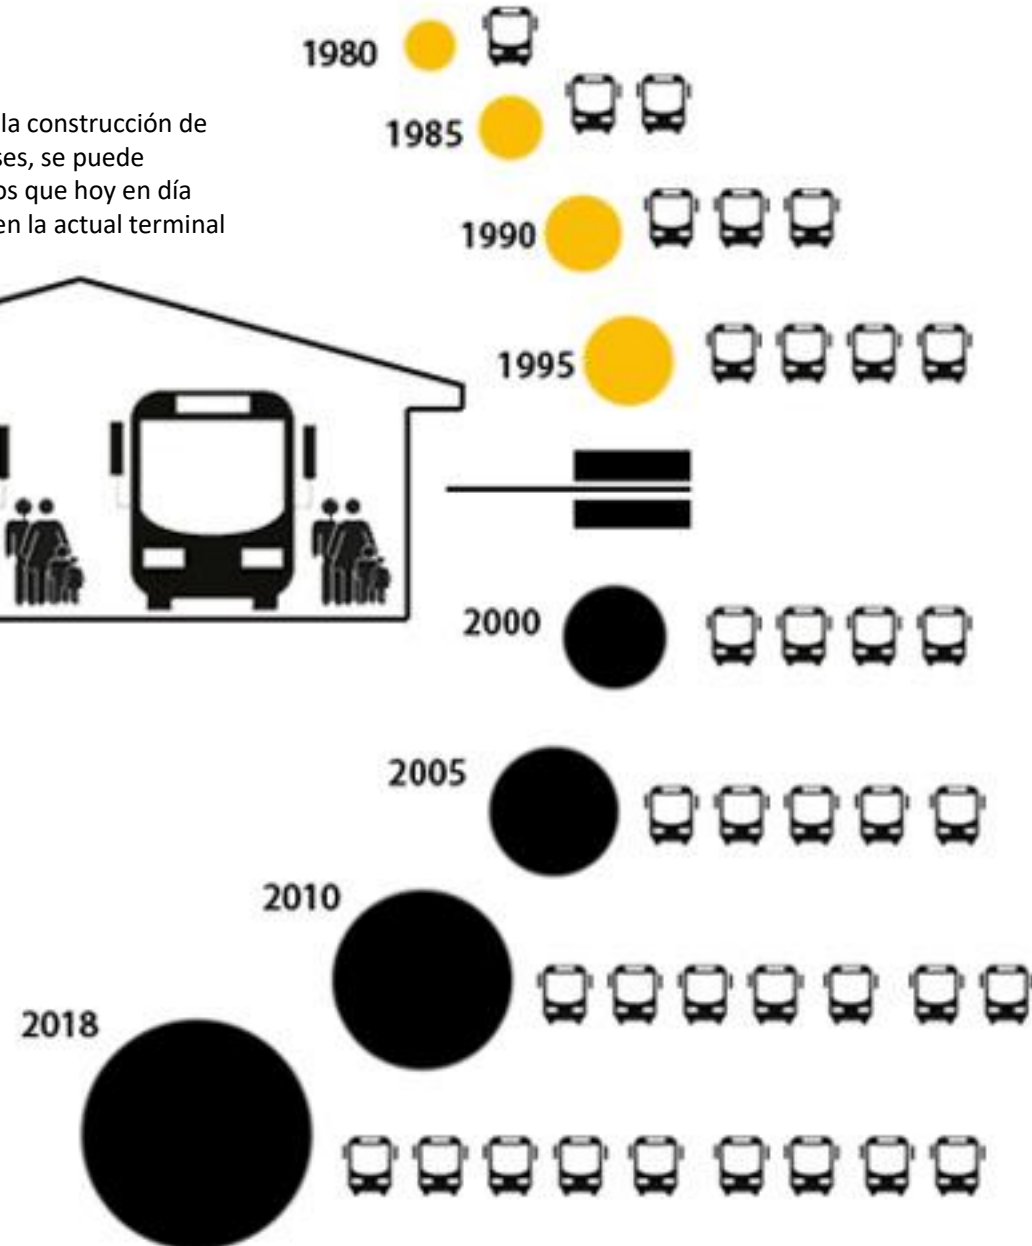 la construcción de
se puede
os que hoy en día
en la actual terminal
1980
1985
1990
1995
2000
2005
2010
2018